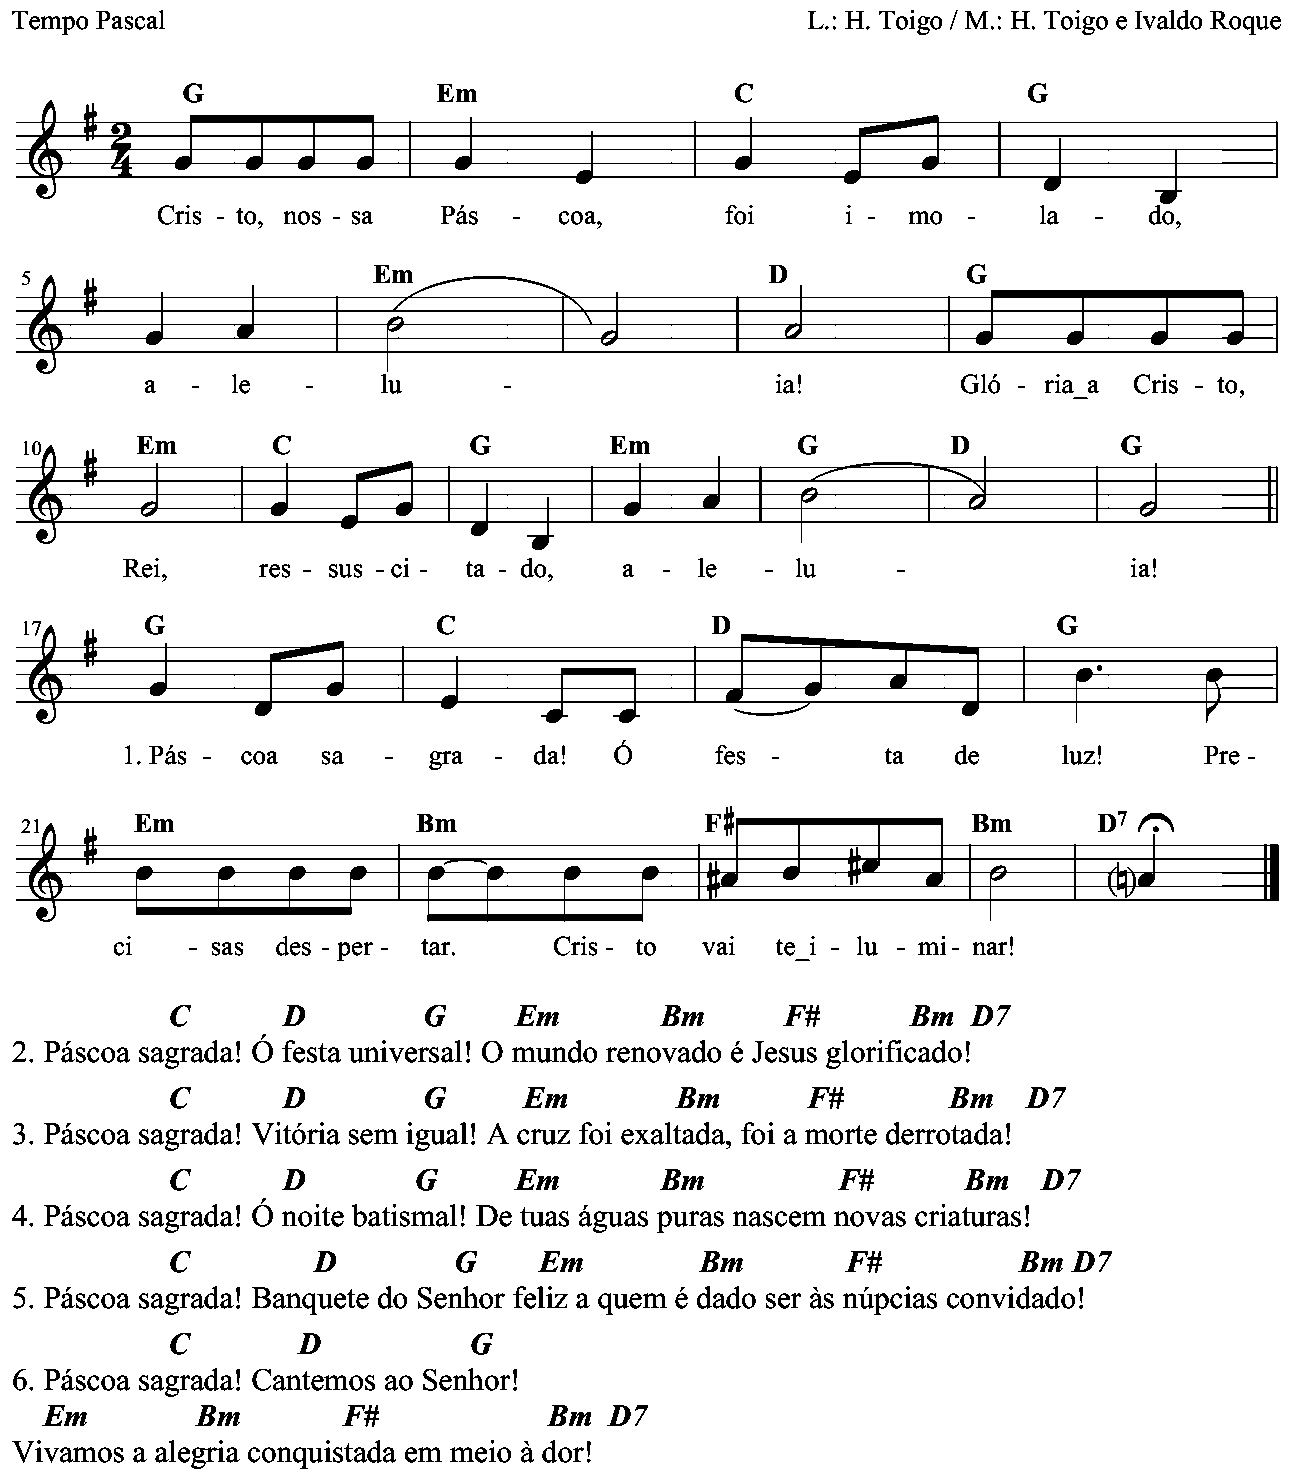 Tempo Pascal L.: H. Toigo / M.: H. Toigo e Ivaldo Roque
G Em C G
2/4
Cris - to, nos - sa Pás - coa, foi i - mo - la - do,
5 Em D G
a - le - lu - ia! Gló - ria_a Cris - to,
10 Em C G Em G D G
Rei, res - sus - ci - ta - do, a - le - lu - ia!
17 G C D G
1. Pás - coa sa - gra - da! Ó fes - ta de luz! Pre -
21 Em Bm F# Bm D7
ci - sas des - per - tar. Cris - to vai te_i - lu - mi - nar!
C D G Em Bm F# Bm D7
2. Páscoa sagrada! Ó festa universal! O mundo renovado é Jesus glorificado!
C D G Em Bm F# Bm D7
3. Páscoa sagrada! Vitória sem igual! A cruz foi exaltada, foi a morte derrotada!
C D G Em Bm F# Bm D7
4. Páscoa sagrada! Ó noite batismal! De tuas águas puras nascem novas criaturas!
C D G Em Bm F# Bm D7
5. Páscoa sagrada! Banquete do Senhor feliz a quem é dado ser às núpcias convidado!
C D G
6. Páscoa sagrada! Cantemos ao Senhor!
Em Bm F# Bm D7
Vivamos a alegria conquistada em meio à dor!